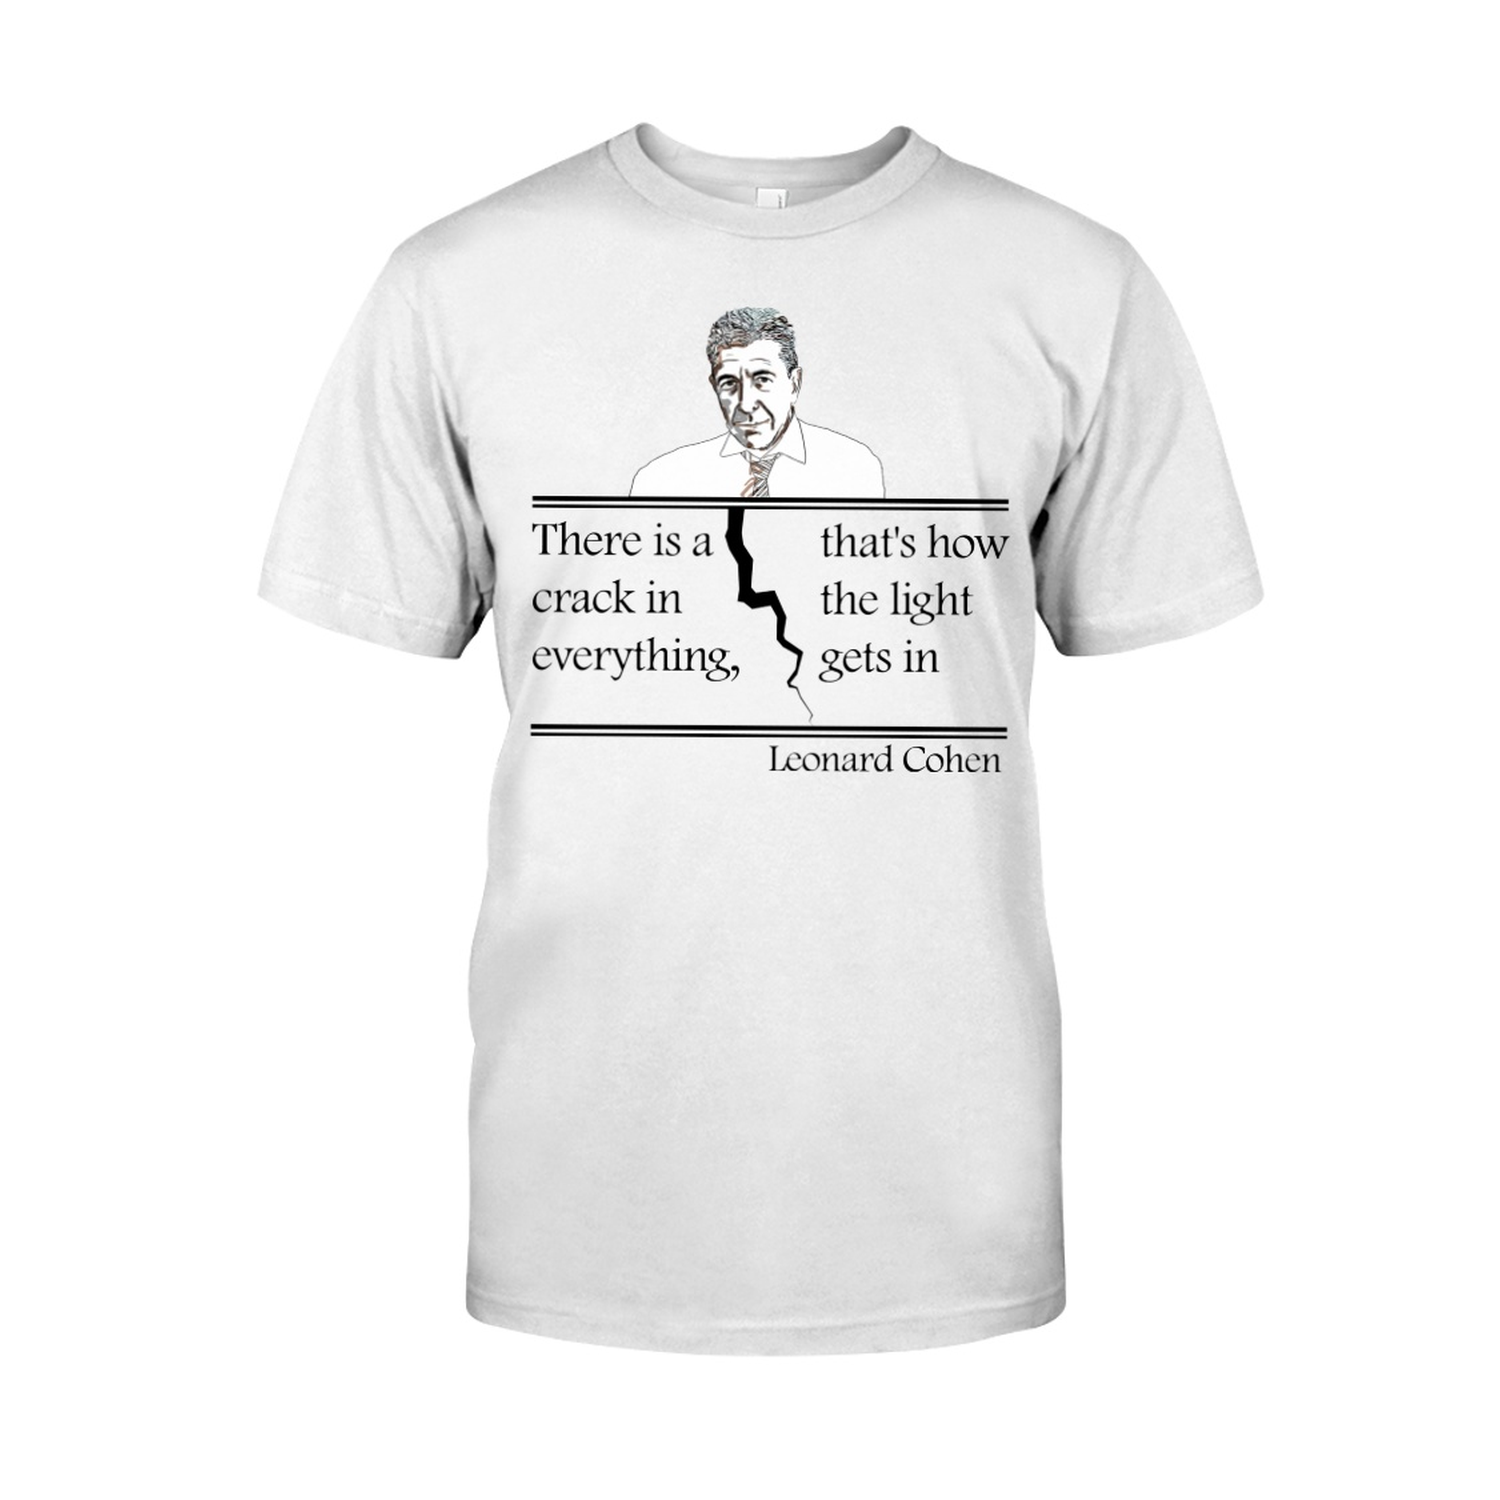 There is a
crack in
everything,
that's how
the light
gets in
Leonard Cohen